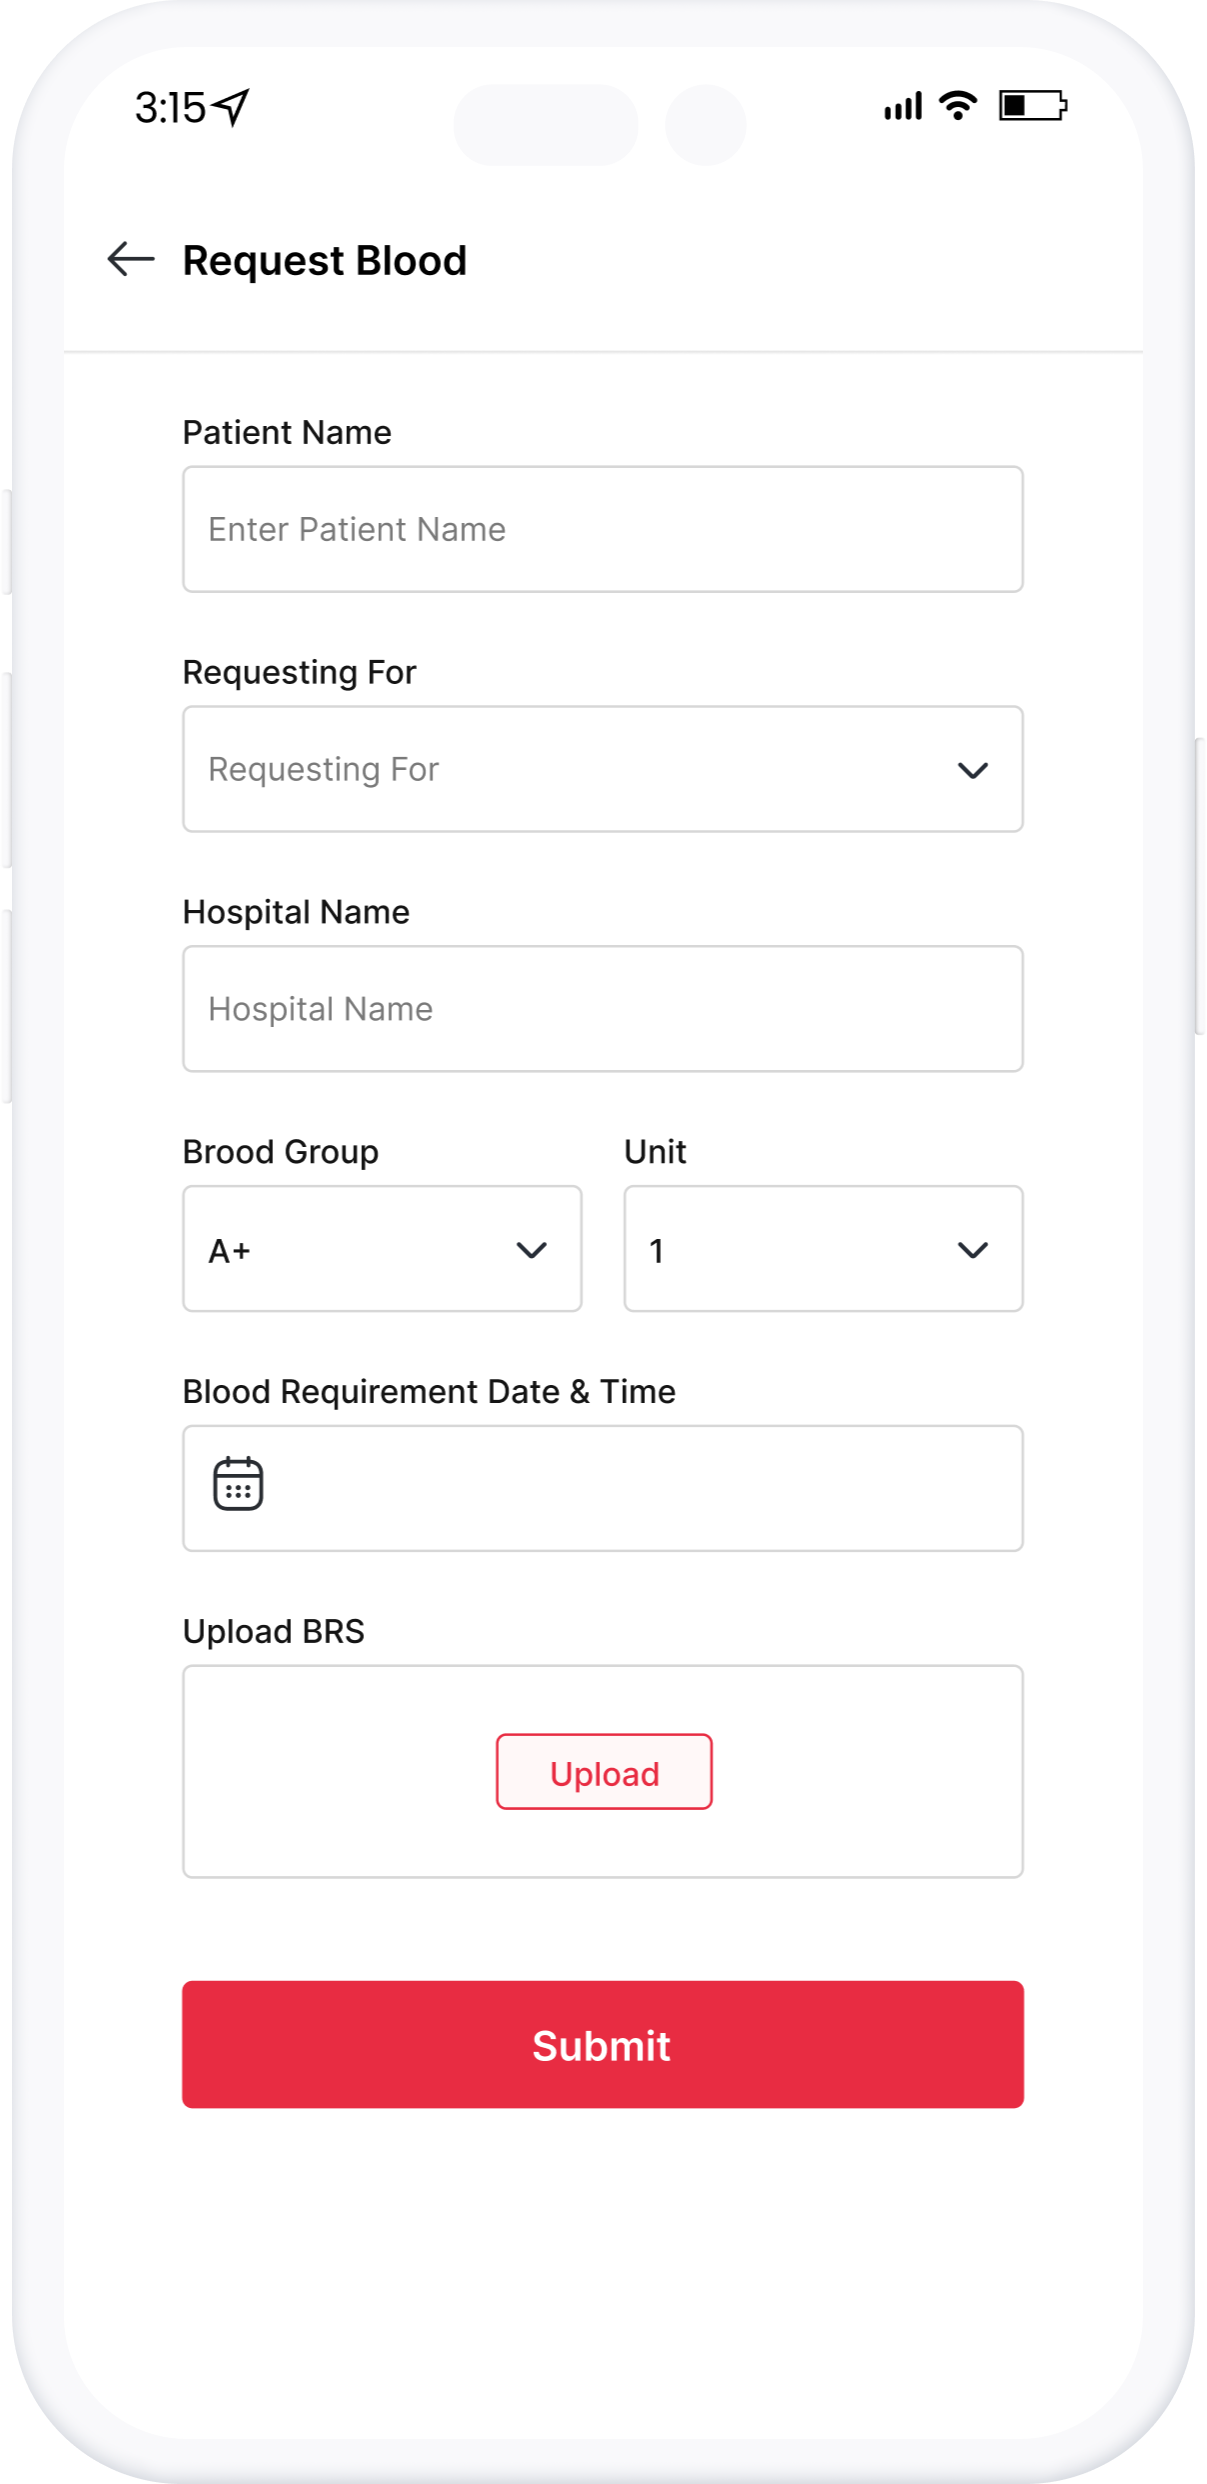 3:15
Request Blood
Patient Name
Enter Patient Name
Requesting For
Requesting For
Hospital Name
Hospital Name
Brood Group Unit
A+ 1
Blood Requirement Date & Time
Upload BRS
Upload
Submit